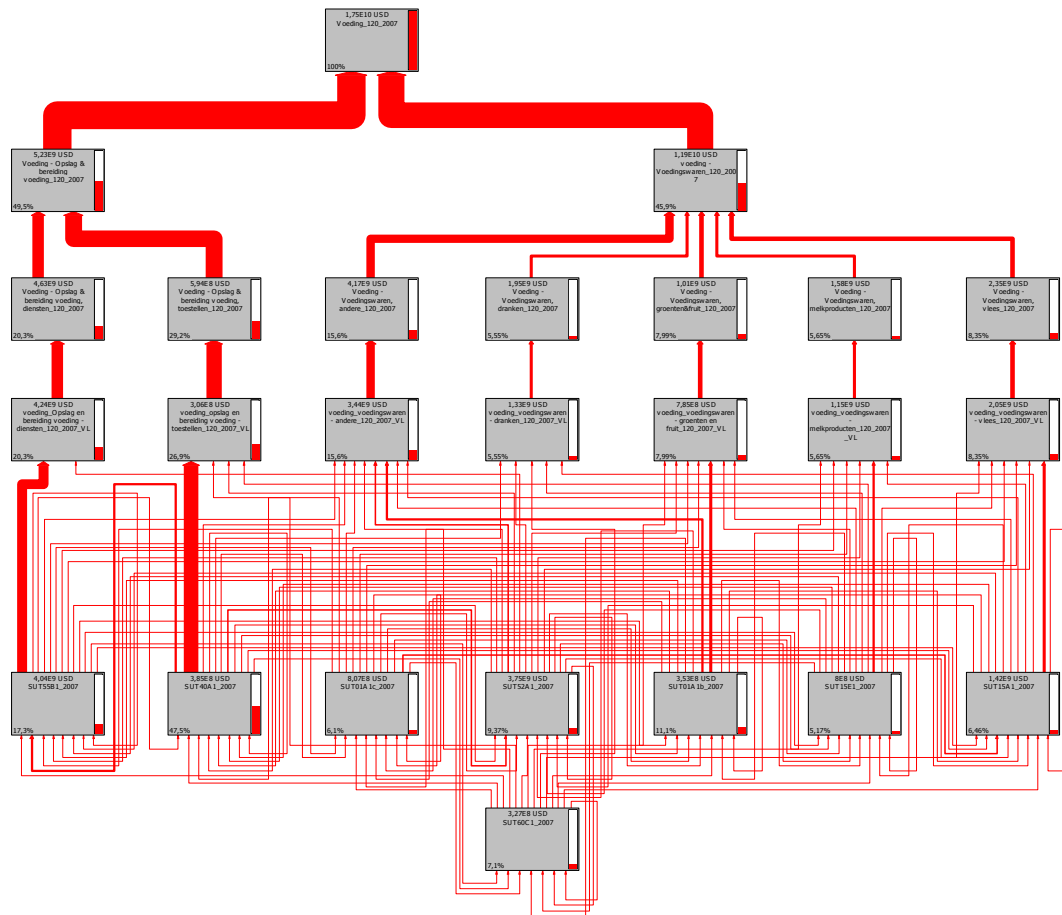 1,75E10 USD
Voeding_120_2007
100%
5,23E9 USD
Voeding - Opslag &
bereiding
voeding_120_2007
49,5%
1,19E10 USD
voeding -
Voedingswaren_120_200
7
45,9%
4,63E9 USD
Voeding - Opslag &
bereiding voeding,
diensten_120_2007
20,3%
5,94E8 USD
Voeding - Opslag &
bereiding voeding,
toestellen_120_2007
29,2%
4,17E9 USD
Voeding -
Voedingswaren,
andere_120_2007
15,6%
1,95E9 USD
Voeding -
Voedingswaren,
dranken_120_2007
5,55%
1,01E9 USD
Voeding -
Voedingswaren,
groenten&fruit_120_2007
7,99%
1,58E9 USD
Voeding -
Voedingswaren,
melkproducten_120_2007
5,65%
2,35E9 USD
Voeding -
Voedingswaren,
vlees_120_2007
8,35%
4,24E9 USD
voeding_Opslag en
bereiding voeding -
diensten_120_2007_VL
20,3%
3,06E8 USD
voeding_opslag en
bereiding voeding -
toestellen_120_2007_VL
26,9%
3,44E9 USD
voeding_voedingswaren
- andere_120_2007_VL
15,6%
1,33E9 USD
voeding_voedingswaren
- dranken_120_2007_VL
5,55%
7,85E8 USD
voeding_voedingswaren
- groenten en
fruit_120_2007_VL
7,99%
1,15E9 USD
voeding_voedingswaren
-
melkproducten_120_2007
_VL
5,65%
2,05E9 USD
voeding_voedingswaren
- vlees_120_2007_VL
8,35%
4,04E9 USD
SUT55B1_2007
17,3%
3,85E8 USD
SUT40A1_2007
47,5%
8,07E8 USD
SUT01A1c_2007
6,1%
3,75E9 USD
SUT52A1_2007
9,37%
3,53E8 USD
SUT01A1b_2007
11,1%
8E8 USD
SUT15E1_2007
5,17%
1,42E9 USD
SUT15A1_2007
6,46%
3,27E8 USD
SUT60C1_2007
7,1%